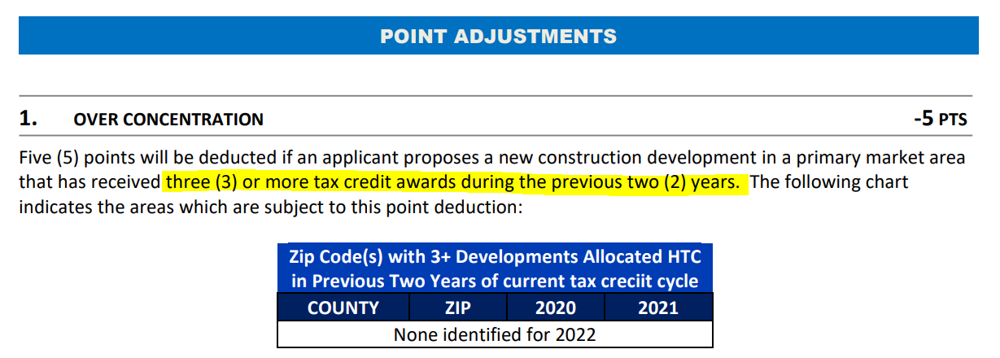 POINT ADJUSTMENTS
1. OVER CONCENTRATION -5 PTS
Five (5) points will be deducted if an applicant proposes a new construction development in a primary market area
that has received three (3) or more tax credit awards during the previous two (2) years. The following chart
indicates the areas which are subject to this point deduction:
Zip Code(s) with 3+ Developments Allocated HTC
in Previous Two Years of current tax creciit cycle
COUNTY ZIP 2020 2021
None identified for 2022